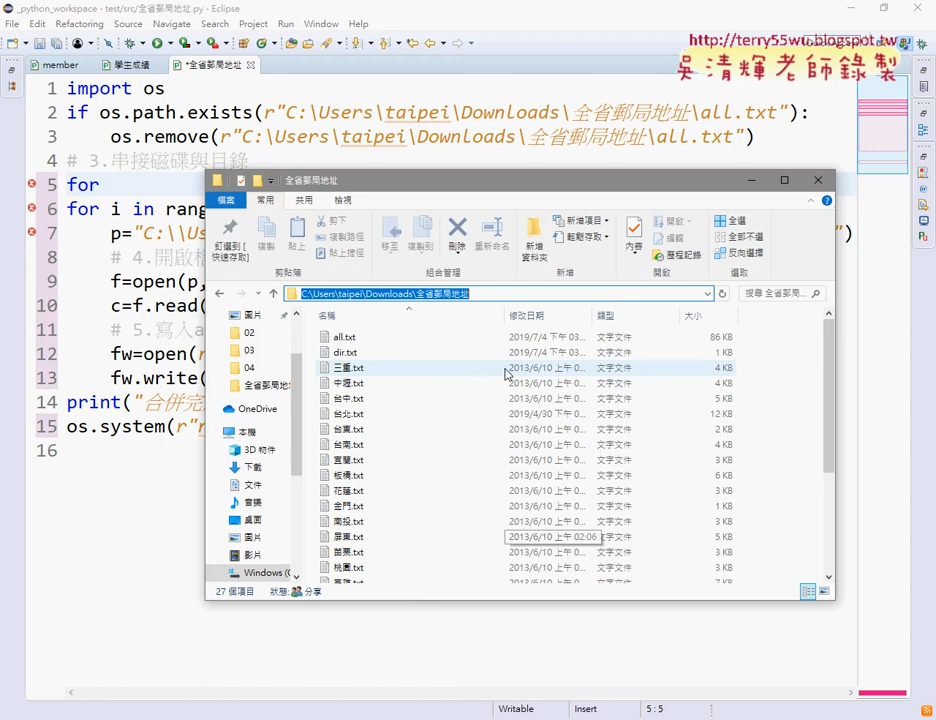 _python_workspace - test/src/全省郵局地址.py - Eclipse
File Edit Refactoring Source Navigate Search Project Run Window Help
http://terry55wu.blogspot.tw
吳清輝老師錄製
member 學生成績 *全省郵局地址
1 import os
2 if os.path.exists(r"C:\Users\taipei\Downloads\全省郵局地址\all.txt"):
3 os.remove(r"C:\Users\taipei\Downloads\全省郵局地址\all.txt")
4 # 3.串接磁碟與目錄
5 for
6 for i in rang
7 p="C:\\Us
)
8 # 4.開啟檔
9 f=open(p,
10 c=f.read(
11 # 5.寫入a
12 fw=open(r
13 fw.write(
14 print("合併完
15 os.system(r"n
16
全省郵局地址
檔案 常用 共用 檢視
釘選到 [快速存取] 複製 貼上 剪下 複製路徑 貼上捷徑
移至 複製到 刪除 重新命名
新增資料夾 新增項目 輕鬆存取
內容 開啟 編輯 歷程記錄
全選 全部不選 反向選擇
剪貼簿 組合管理 新增 開啟 選取
C:\Users\taipei\Downloads\全省郵局地址 搜尋 全省郵局...
圖片
02
03
04
全省郵局地址
OneDrive
本機
3D 物件
下載
文件
音樂
桌面
圖片
影片
Windows (C
名稱 修改日期 類型 大小
all.txt 2019/7/4 下午 03... 文字文件 86 KB
dir.txt 2019/7/4 下午 03... 文字文件 1 KB
三重.txt 2013/6/10 上午 0... 文字文件 4 KB
中壢.txt 2013/6/10 上午 0... 文字文件 4 KB
台中.txt 2013/6/10 上午 0... 文字文件 5 KB
台北.txt 2019/4/30 下午 0... 文字文件 12 KB
台東.txt 2013/6/10 上午 0... 文字文件 2 KB
台南.txt 2013/6/10 上午 0... 文字文件 4 KB
宜蘭.txt 2013/6/10 上午 0... 文字文件 3 KB
板橋.txt 2013/6/10 上午 0... 文字文件 6 KB
花蓮.txt 2013/6/10 上午 0... 文字文件 3 KB
金門.txt 2013/6/10 上午 0... 文字文件 1 KB
南投.txt 2013/6/10 上午 0... 文字文件 3 KB
屏東.txt 2013/6/10 上午 02:06 文字文件 5 KB
苗栗.txt 2013/6/10 上午 0... 文字文件 3 KB
桃園.txt 2013/6/10 上午 0... 文字文件 3 KB
27 個項目 狀態: 分享
Writable Insert 5 : 5